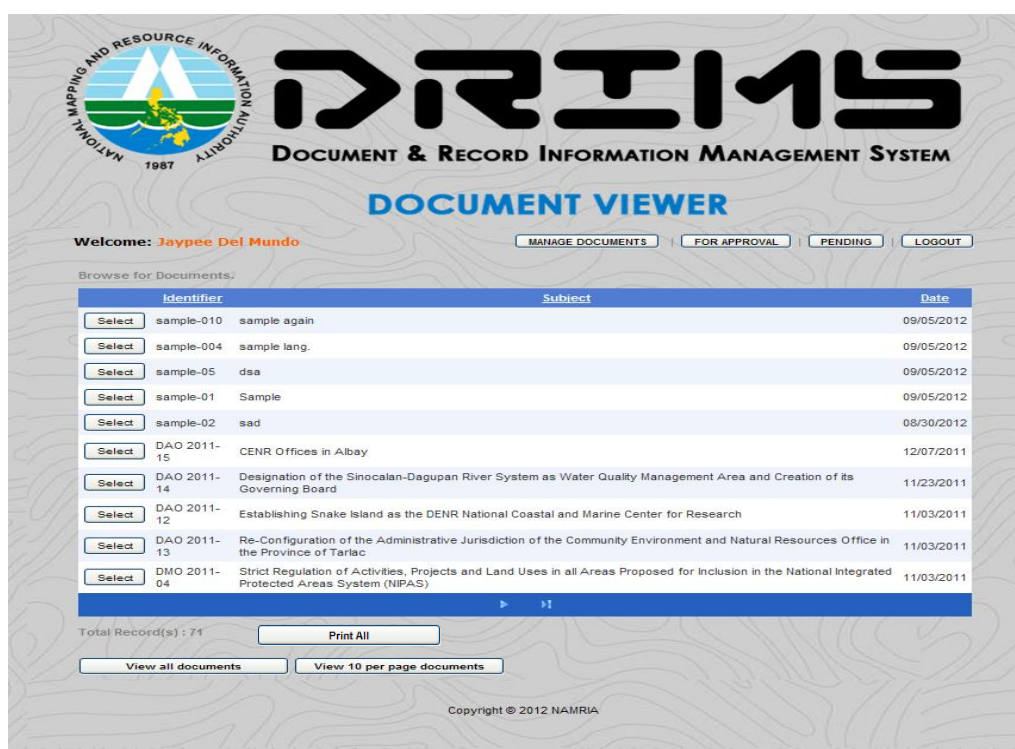 NATIONAL MAPPING AND RESOURCE INFORMATION AUTHORITY
1987
DRIMS
DOCUMENT & RECORD INFORMATION MANAGEMENT SYSTEM
DOCUMENT VIEWER
Welcome: Jaypee Del Mundo MANAGE DOCUMENTS | FOR APPROVAL | PENDING | LOGOUT
Browse for Documents.
Identifier Subject Date
Select sample-010 sample again 09/05/2012
Select sample-004 sample lang. 09/05/2012
Select sample-05 dsa 09/05/2012
Select sample-01 Sample 09/05/2012
Select sample-02 sad 08/30/2012
Select DAO 2011-
15 CENR Offices in Albay 12/07/2011
Select DAO 2011-
14 Designation of the Sinocalan-Dagupan River System as Water Quality Management Area and Creation of its
Governing Board 11/23/2011
Select DAO 2011-
12 Establishing Snake Island as the DENR National Coastal and Marine Center for Research 11/03/2011
Select DAO 2011-
13 Re-Configuration of the Administrative Jurisdiction of the Community Environment and Natural Resources Office in
the Province of Tarlac 11/03/2011
Select DMO 2011-
04 Strict Regulation of Activities, Projects and Land Uses in all Areas Proposed for Inclusion in the National Integrated
Protected Areas System (NIPAS) 11/03/2011
Total Record(s) : 71 Print All
View all documents View 10 per page documents
Copyright © 2012 NAMRIA